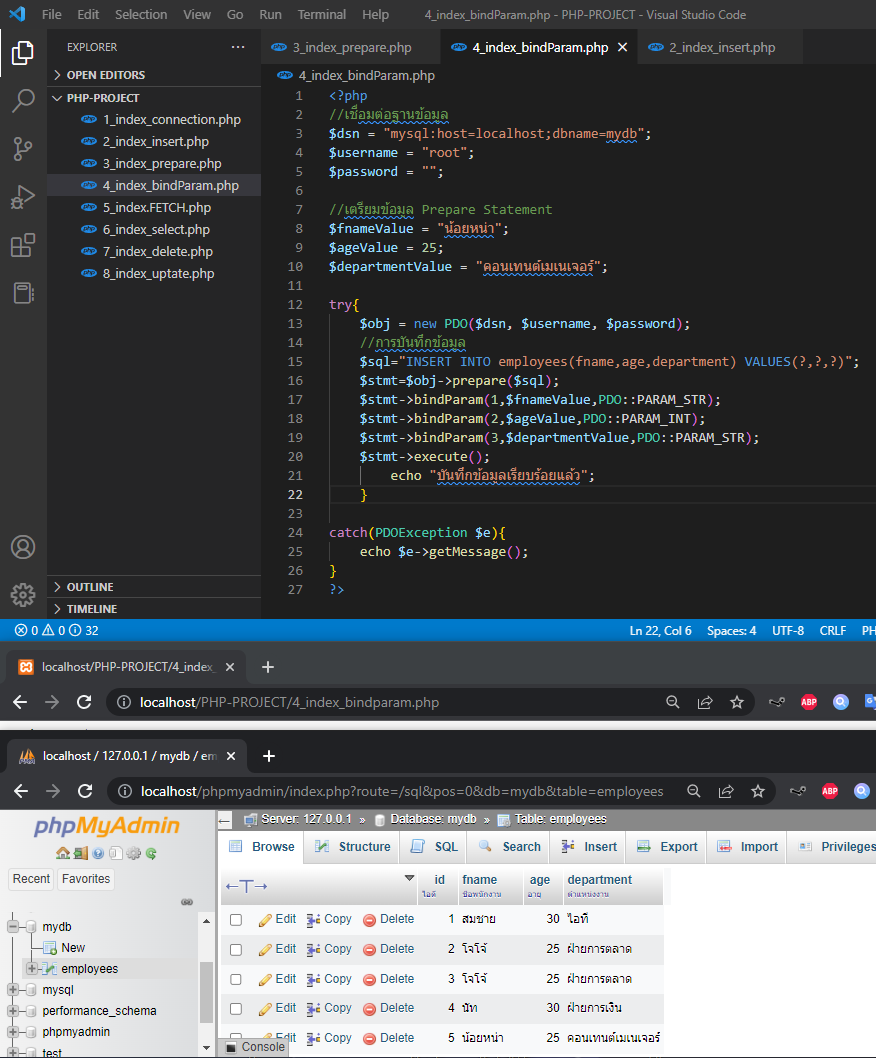 File Edit Selection View Go Run Terminal Help 4_index_bindParam.php - PHP-PROJECT - Visual Studio Code
EXPLORER ···
OPEN EDITORS
PHP-PROJECT
1_index_connection.php
2_index_insert.php
3_index_prepare.php
4_index_bindParam.php
5_index.FETCH.php
6_index_select.php
7_index_delete.php
8_index_uptate.php
OUTLINE
TIMELINE
3_index_prepare.php 4_index_bindParam.php 2_index_insert.php
4_index_bindParam.php
1 <?php
2 //เชื่อมต่อฐานข้อมูล
3 $dsn = "mysql:host=localhost;dbname=mydb";
4 $username = "root";
5 $password = "";
6
7 //เตรียมข้อมูล Prepare Statement
8 $fnameValue = "น้อยหน่า";
9 $ageValue = 25;
10 $departmentValue = "คอนเทนต์เมเนเจอร์";
11
12 try{
13 $obj = new PDO($dsn, $username, $password);
14 //การบันทึกข้อมูล
15 $sql="INSERT INTO employees(fname,age,department) VALUES(?,?,?)";
16 $stmt=$obj->prepare($sql);
17 $stmt->bindParam(1,$fnameValue,PDO::PARAM_STR);
18 $stmt->bindParam(2,$ageValue,PDO::PARAM_INT);
19 $stmt->bindParam(3,$departmentValue,PDO::PARAM_STR);
20 $stmt->execute();
21 echo "บันทึกข้อมูลเรียบร้อยแล้ว";
22 }
23
24 catch(PDOException $e){
25 echo $e->getMessage();
26 }
27 ?>
0 0 32 Ln 22, Col 6 Spaces: 4 UTF-8 CRLF PH
localhost/PHP-PROJECT/4_index_
localhost/PHP-PROJECT/4_index_bindparam.php ABP
localhost / 127.0.0.1 / mydb / em
localhost/phpmyadmin/index.php?route=/sql&pos=0&db=mydb&table=employees ABP
phpMyAdmin
Recent Favorites
mydb
New
employees
mysql
performance_schema
phpmyadmin
test
Server: 127.0.0.1 » Database: mydb » Table: employees
Browse Structure SQL Search Insert Export Import Privileges
id fname age department
ไอดี ชื่อพนักงาน อายุ ตำแหน่งงาน
Edit Copy Delete 1 สมชาย 30 ไอที
Edit Copy Delete 2 โจโจ้ 25 ฝ่ายการตลาด
Edit Copy Delete 3 โจโจ้ 25 ฝ่ายการตลาด
Edit Copy Delete 4 นัท 30 ฝ่ายการเงิน
Edit Copy Delete 5 น้อยหน่า 25 คอนเทนต์เมเนเจอร์
Console